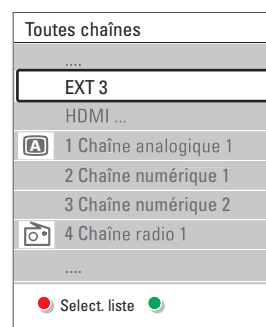 Toutes chaînes
....
EXT 3
HDMI ...
A 1 Chaîne analogique 1
2 Chaîne numérique 1
3 Chaîne numérique 2
4 Chaîne radio 1
....
Select. liste